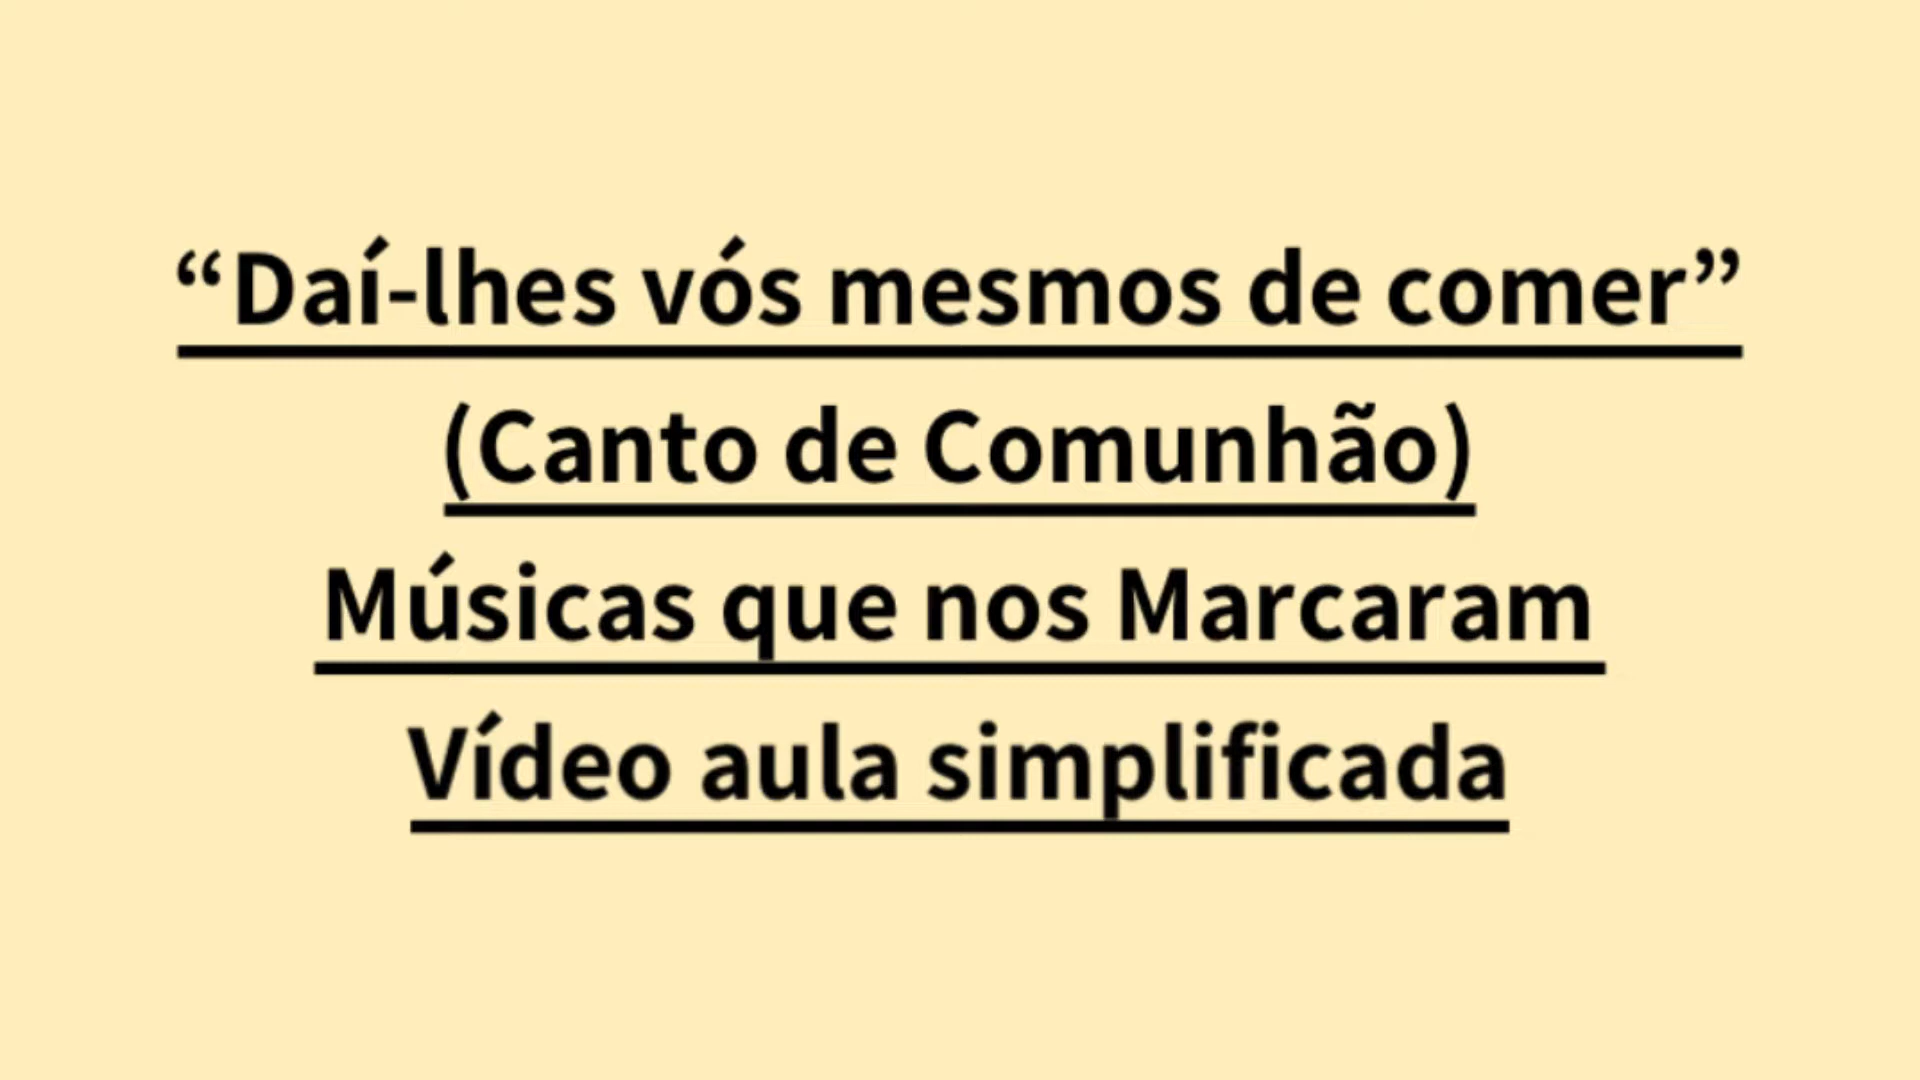 “Daí-lhes vós mesmos de comer”
(Canto de Comunhão)
Músicas que nos Marcaram
Vídeo aula simplificada